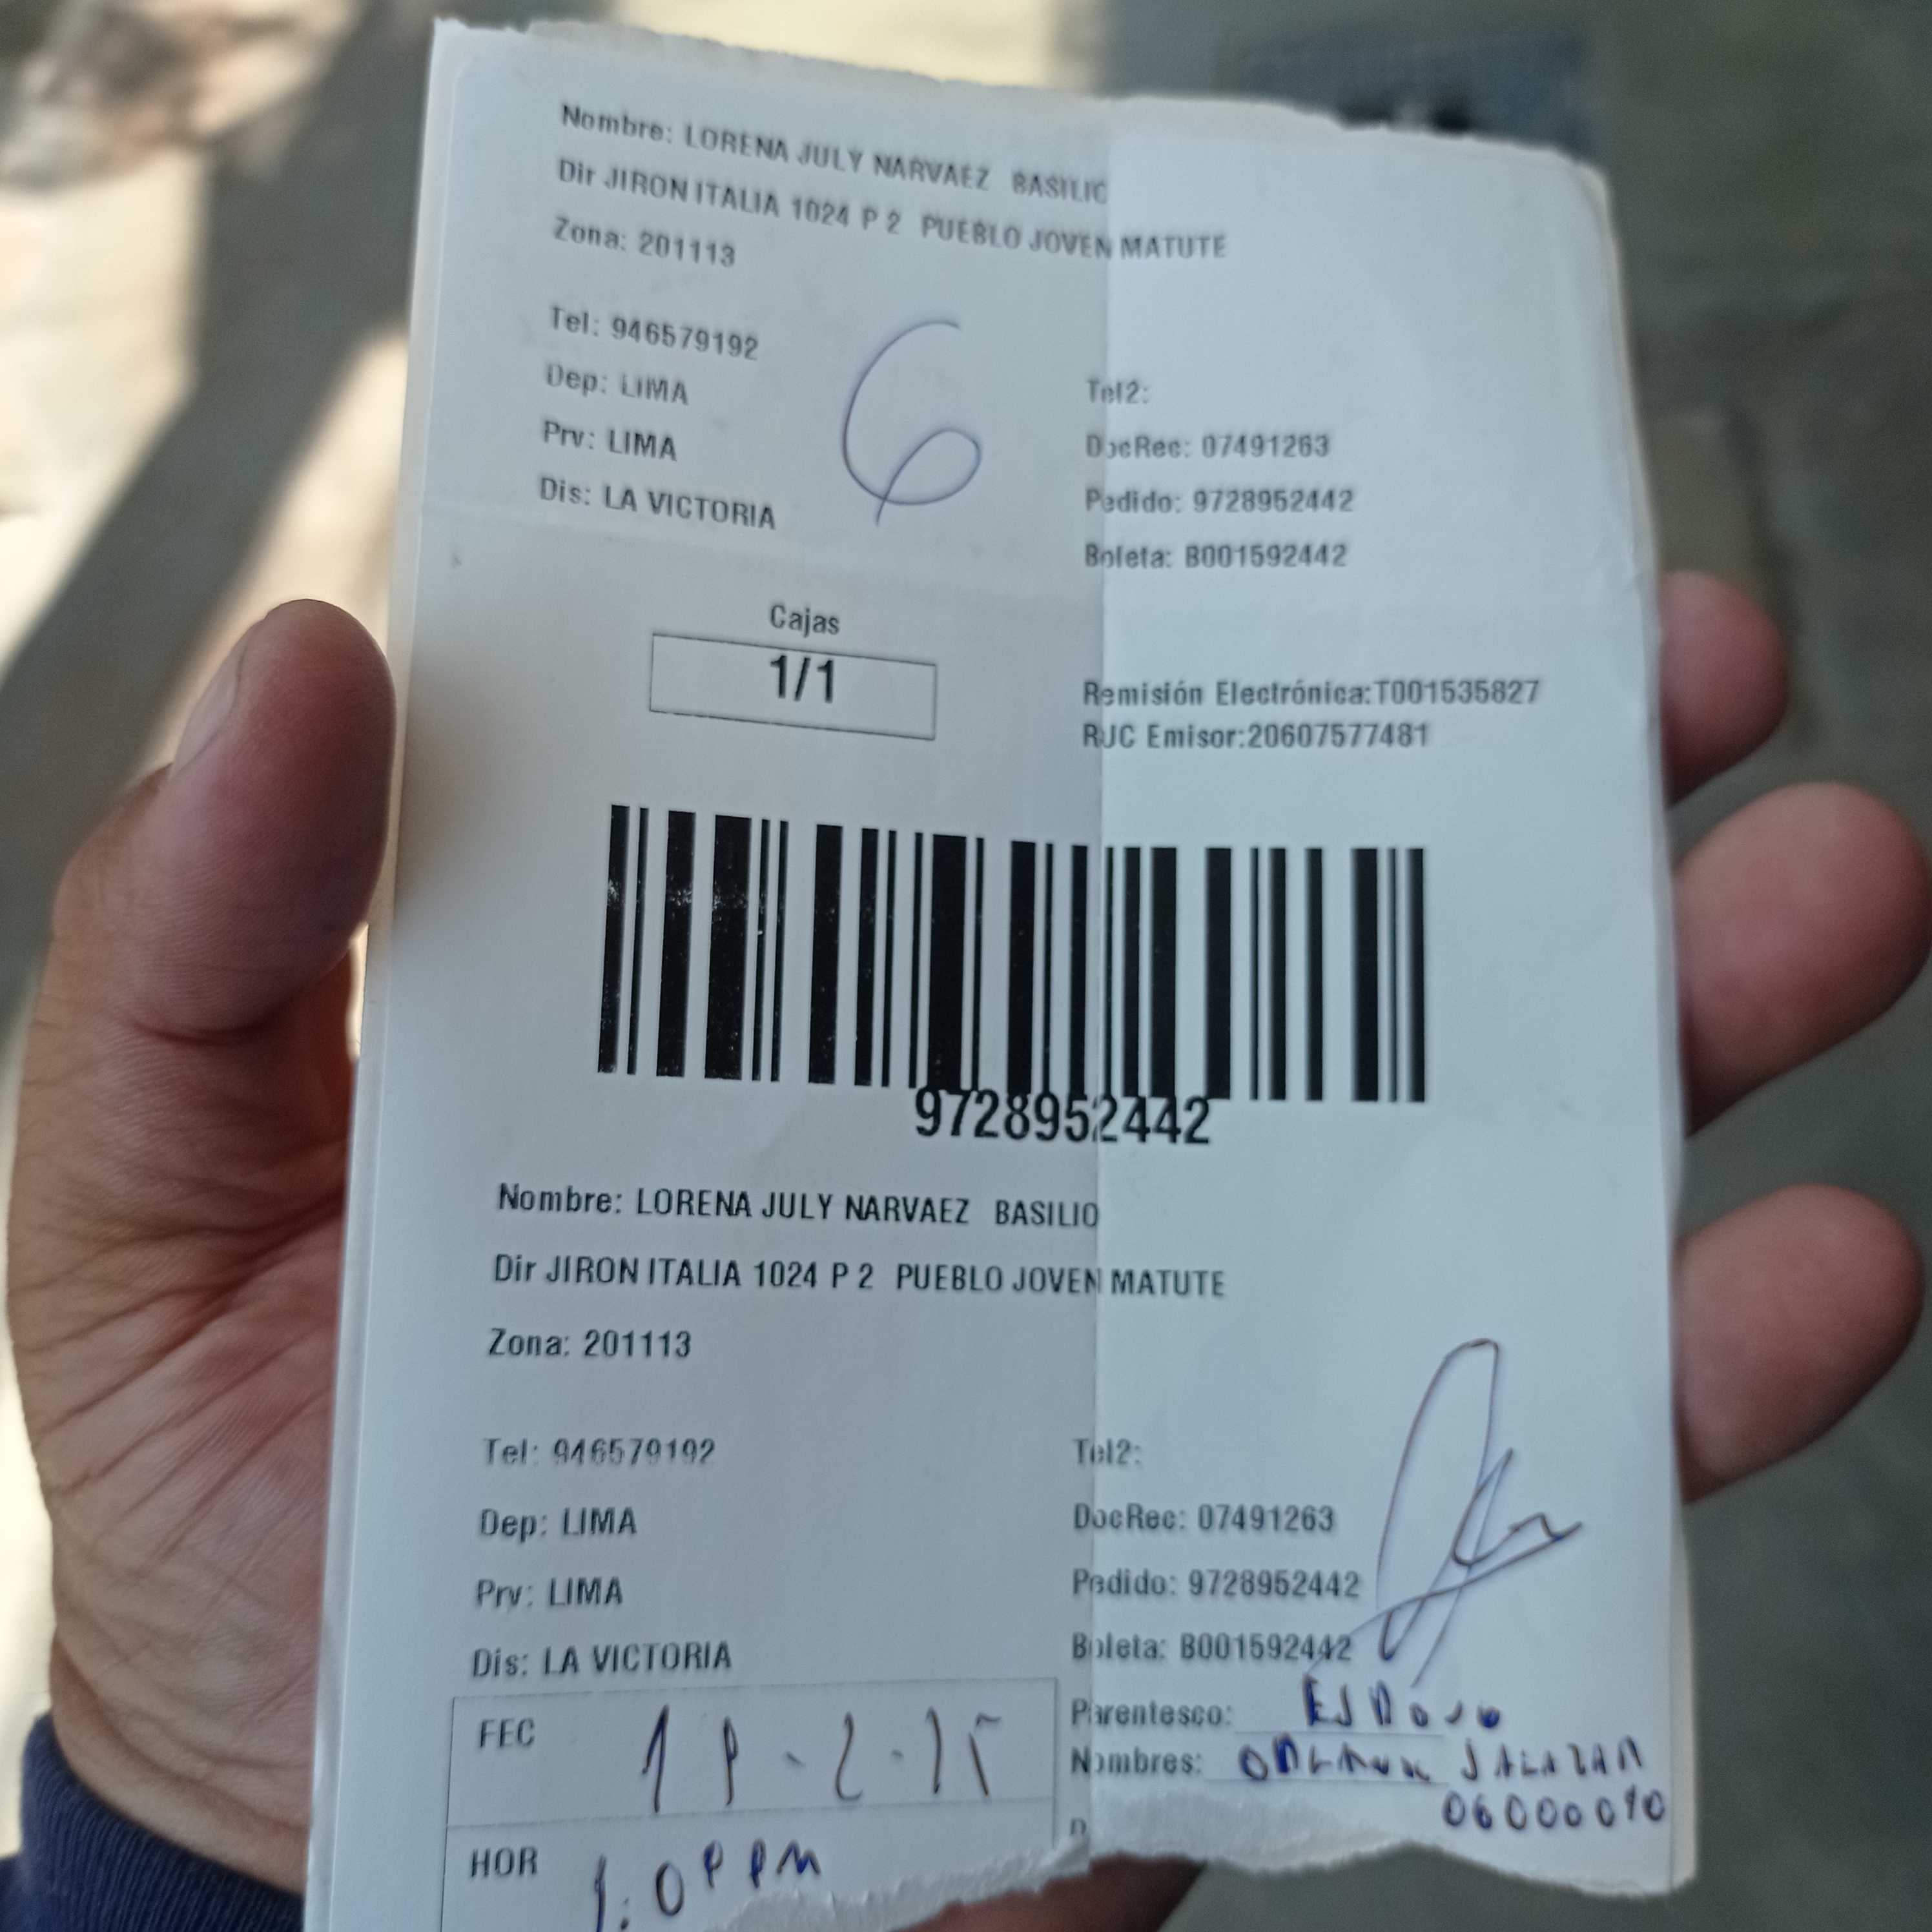 Nombre: LORENA JULY NARVAEZ BASILIO
Dir JIRON ITALIA 1024 P 2 PUEBLO JOVEN MATUTE
Zona: 201113
Tel: 946579192
Dep: LIMA
Prv: LIMA
Dis: LA VICTORIA
6
Tel2:
DocRec: 07491263
Pedido: 9728952442
Boleta: B001592442
Cajas
1/1
Remisión Electrónica:T001535827
RUC Emisor:20607577481
9728952442
Nombre: LORENA JULY NARVAEZ BASILIO
Dir JIRON ITALIA 1024 P 2 PUEBLO JOVEN MATUTE
Zona: 201113
Tel: 946579192
Dep: LIMA
Prv: LIMA
Dis: LA VICTORIA
Tel2:
DocRec: 07491263
Pedido: 9728952442
Boleta: B001592442
Parentesco: ESPOSO
Nombres: SALAZAR
FEC
HOR